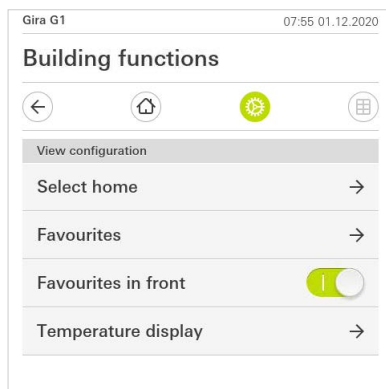 Gira G1
07:55 01.12.2020
Building functions
View configuration
Select home
Favourites
Favourites in front
Temperature display